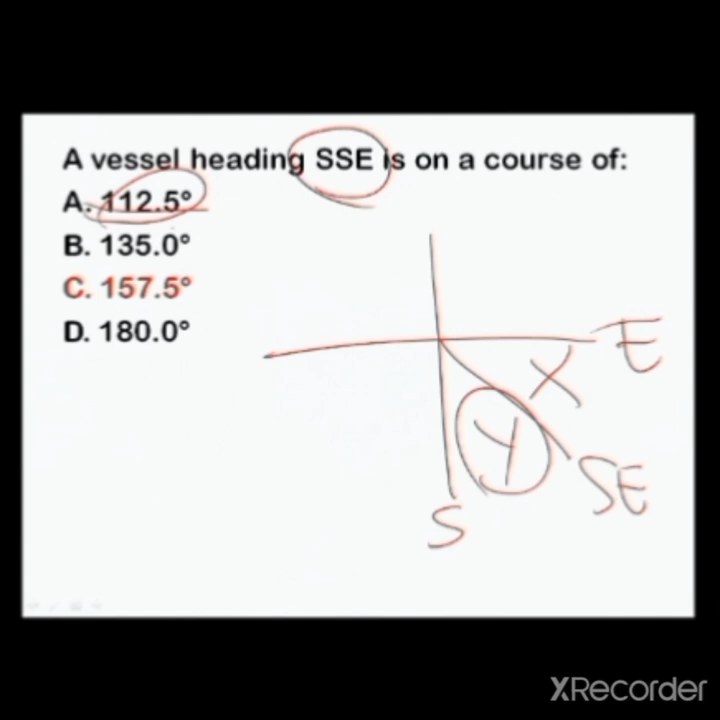 A vessel heading SSE is on a course of:
A. 112.5°
B. 135.0°
C. 157.5°
D. 180.0°
E
X
Y
SE
S
XRecorder